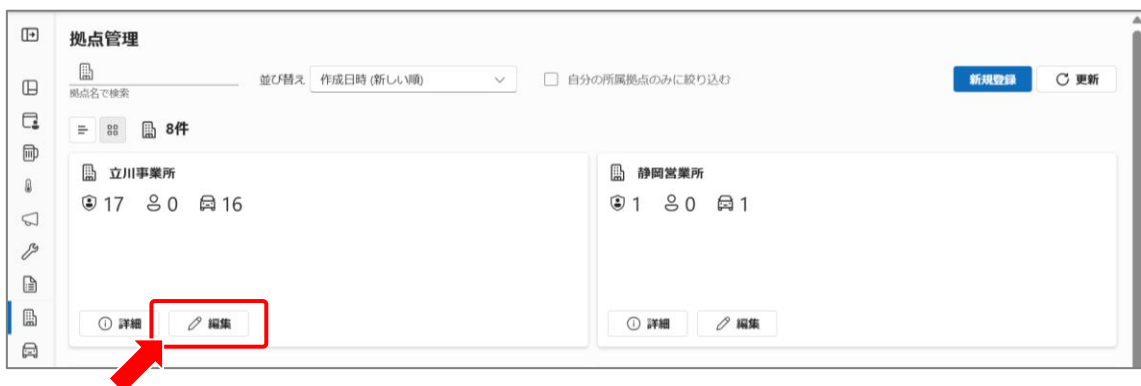 拠点管理
拠点名で検索
並び替え 作成日時 (新しい順)
自分の所属拠点のみに絞り込む
新規登録 更新
8件
立川事業所
17 0 16
詳細 編集
静岡営業所
1 0 1
詳細 編集